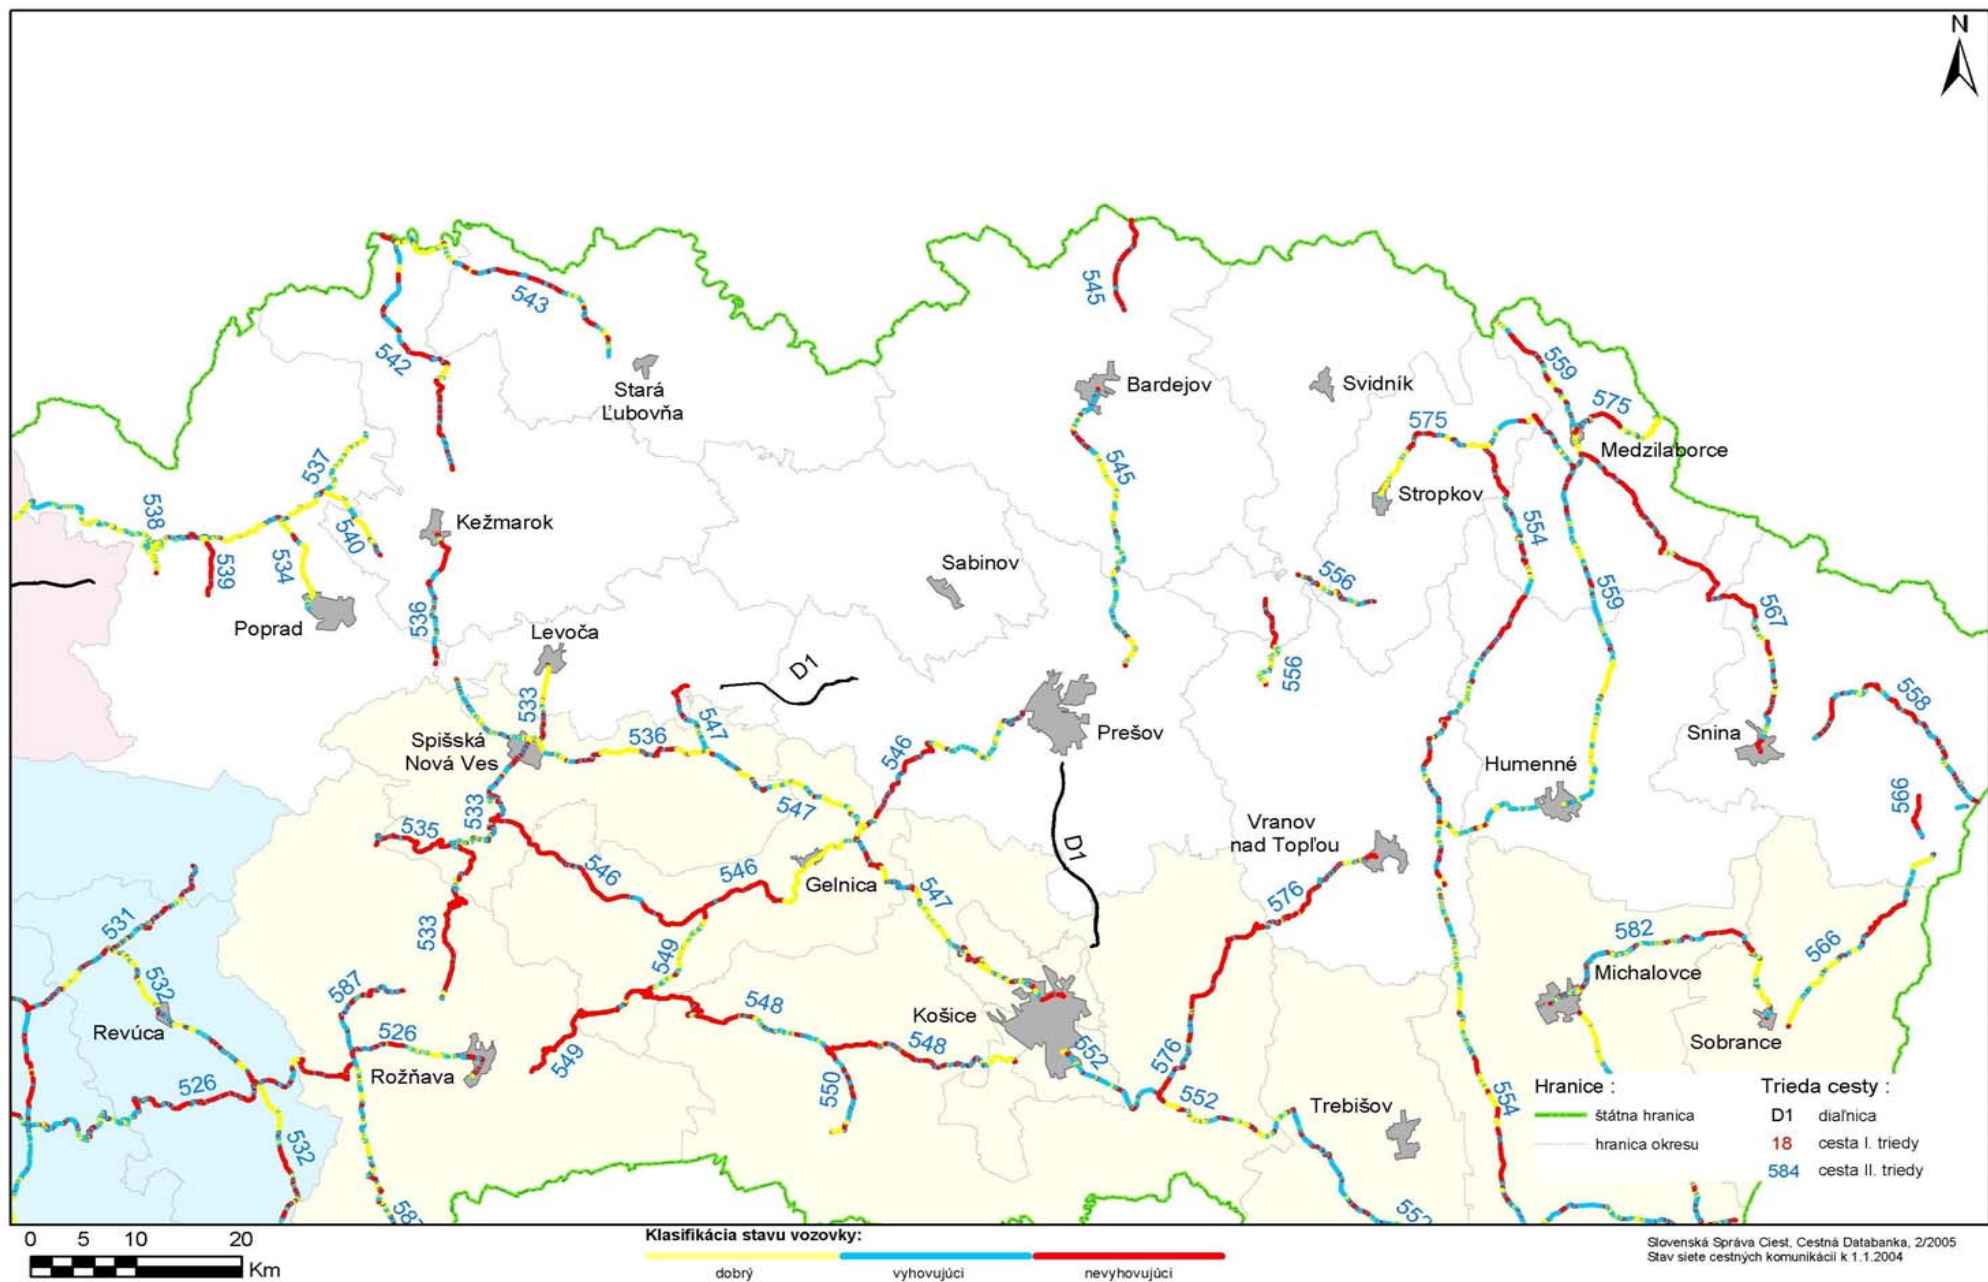 N
545
543
542
Stará
Ľubovňa
Bardejov
Svidník
559
575
575
Medzilaborce
537
538
540
539
534
Kežmarok
545
Stropkov
554
Sabinov
556
559
567
Poprad
536
Levoča
D1
556
558
533
547
536
Spišská
Nová Ves
Prešov
546
Snina
Humenné
547
533
535
566
Vranov
nad Topľou
D1
546
546
Gelnica
547
576
531
533
549
582
566
532
587
Michalovce
Revúca
526
548
Košice
548
552
576
Sobrance
Rožňava
549
550
526
552
554
Trebišov
532
587
552
Hranice :
štátna hranica
hranica okresu
Trieda cesty :
D1 diaľnica
18 cesta I. triedy
584 cesta II. triedy
0 5 10 20
Km
Klasifikácia stavu vozovky:
dobrý vyhovujúci nevyhovujúci
Slovenská Správa Ciest, Cestná Databanka, 2/2005
Stav siete cestných komunikácií k 1.1.2004